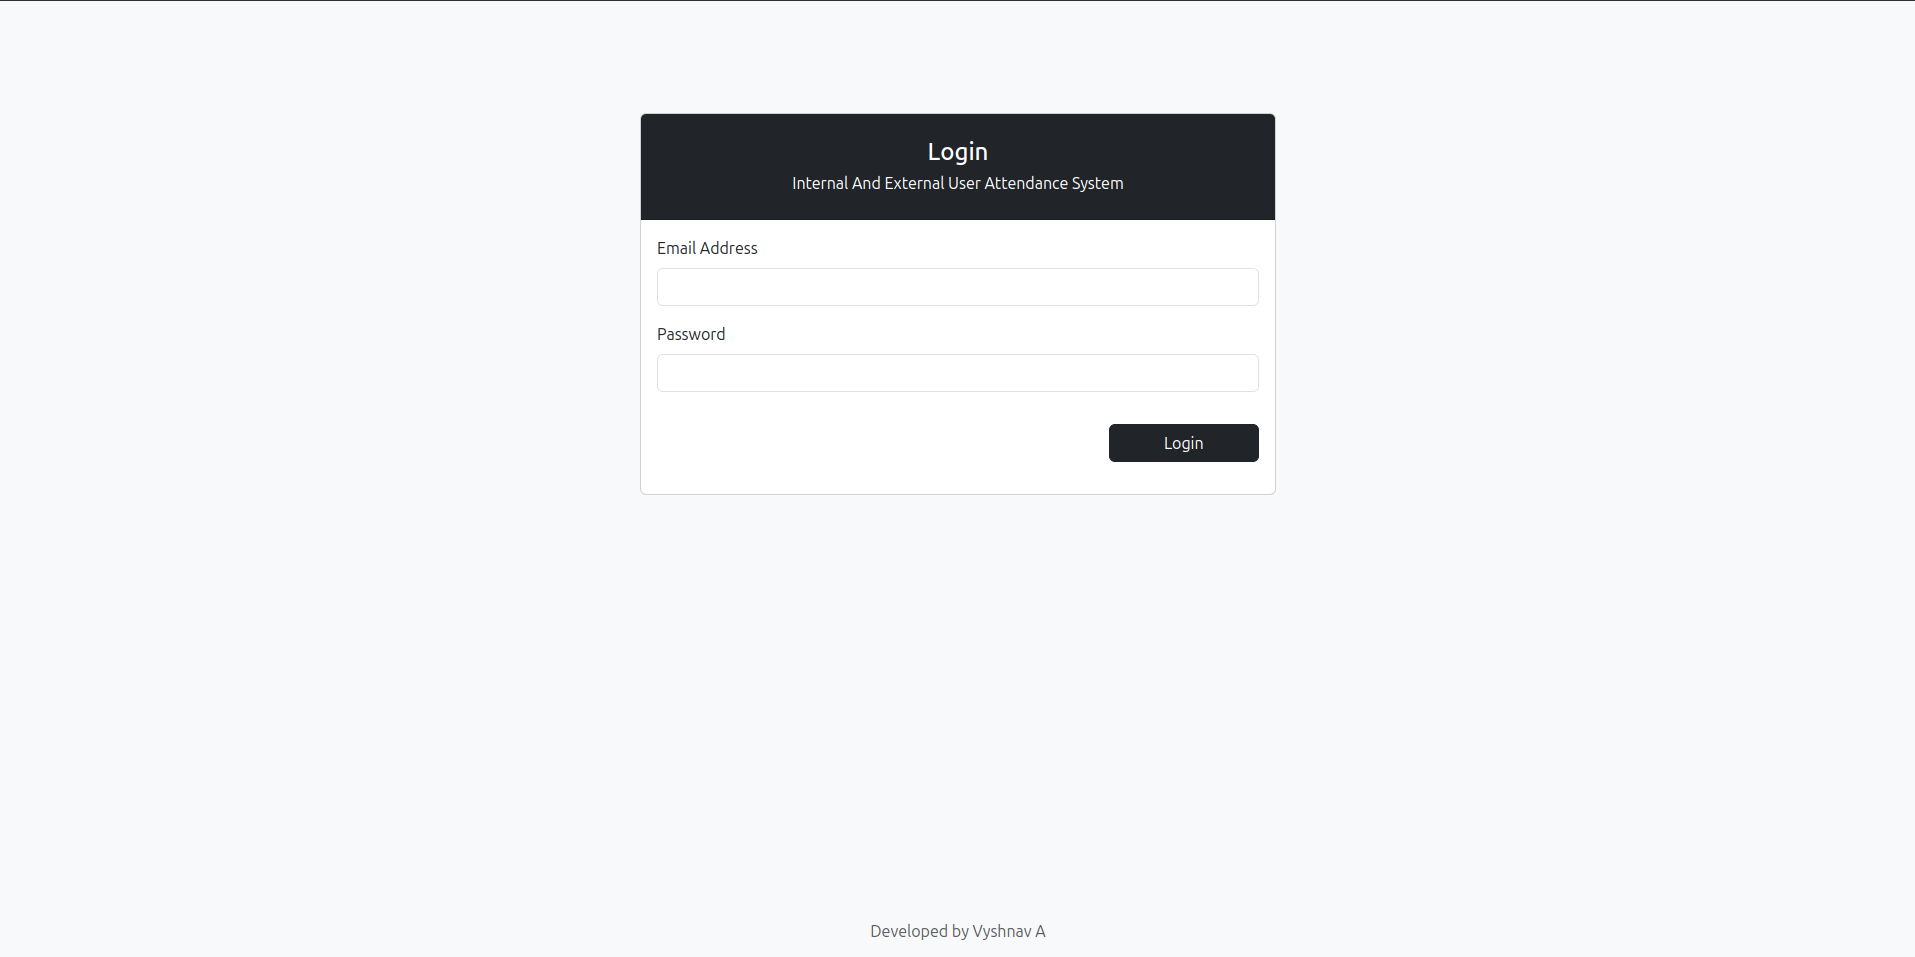 Login
Internal And External User Attendance System
Email Address
Password
Login
Developed by Vyshnav A